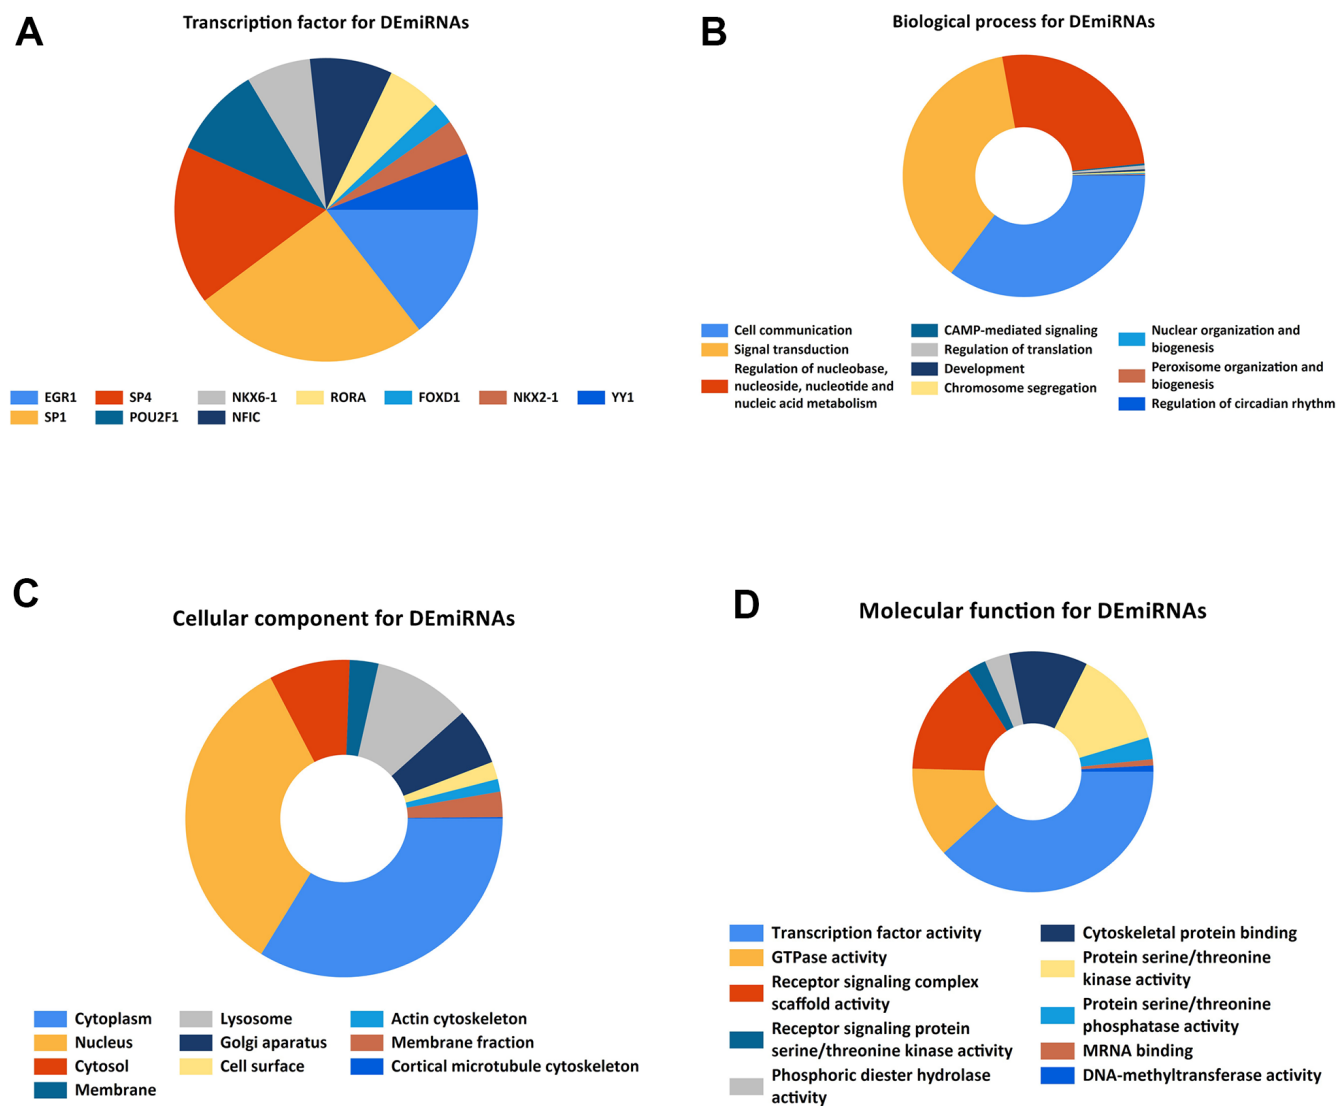 A
Transcription factor for DEmiRNAs
EGR1
SP4
NKX6-1
RORA
FOXD1
NKX2-1
YY1
SP1
POU2F1
NFIC
B
Biological process for DEmiRNAs
Cell communication
Signal transduction
Regulation of nucleobase,
nucleoside, nucleotide and
nucleic acid metabolism
CAMP-mediated signaling
Regulation of translation
Development
Chromosome segregation
Nuclear organization and
biogenesis
Peroxisome organization and
biogenesis
Regulation of circadian rhythm
C
Cellular component for DEmiRNAs
Cytoplasm
Nucleus
Cytosol
Membrane
Lysosome
Golgi apparatus
Cell surface
Actin cytoskeleton
Membrane fraction
Cortical microtubule cytoskeleton
D
Molecular function for DEmiRNAs
Transcription factor activity
GTPase activity
Receptor signaling complex
scaffold activity
Receptor signaling protein
serine/threonine kinase activity
Phosphoric diester hydrolase
activity
Cytoskeletal protein binding
Protein serine/threonine
kinase activity
Protein serine/threonine
phosphatase activity
MRNA binding
DNA-methyltransferase activity